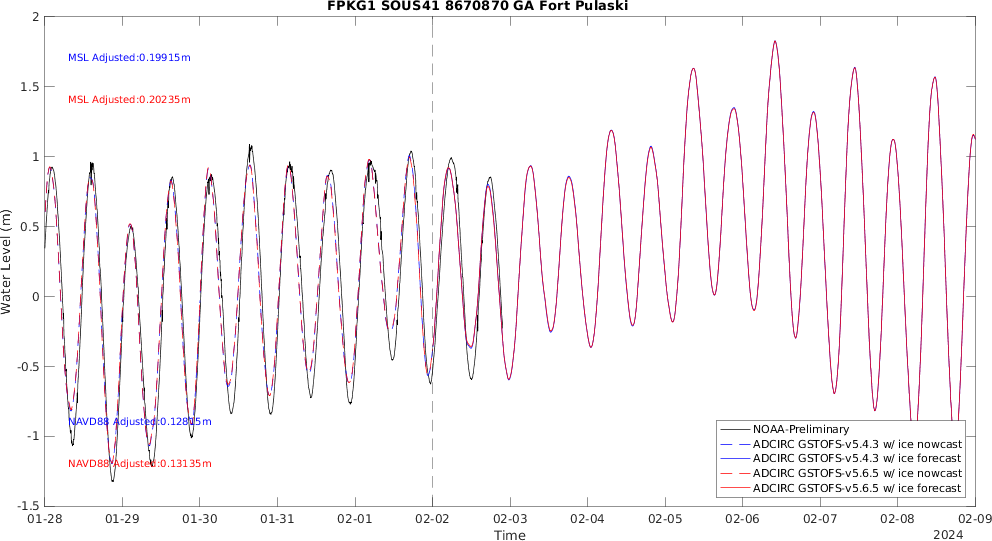 FPKG1 SOUS41 8670870 GA Fort Pulaski
2
1.5
1
0.5
0
-0.5
-1
-1.5
Water Level (m)
MSL Adjusted:0.19915m
MSL Adjusted:0.20235m
NAVD88 Adjusted:0.12815m
NAVD88 Adjusted:0.13135m
NOAA-Preliminary
ADCIRC GSTOFS-v5.4.3 w/ ice nowcast
ADCIRC GSTOFS-v5.4.3 w/ ice forecast
ADCIRC GSTOFS-v5.6.5 w/ ice nowcast
ADCIRC GSTOFS-v5.6.5 w/ ice forecast
01-28 01-29 01-30 01-31 02-01 02-02 02-03 02-04 02-05 02-06 02-07 02-08 02-09
Time
2024